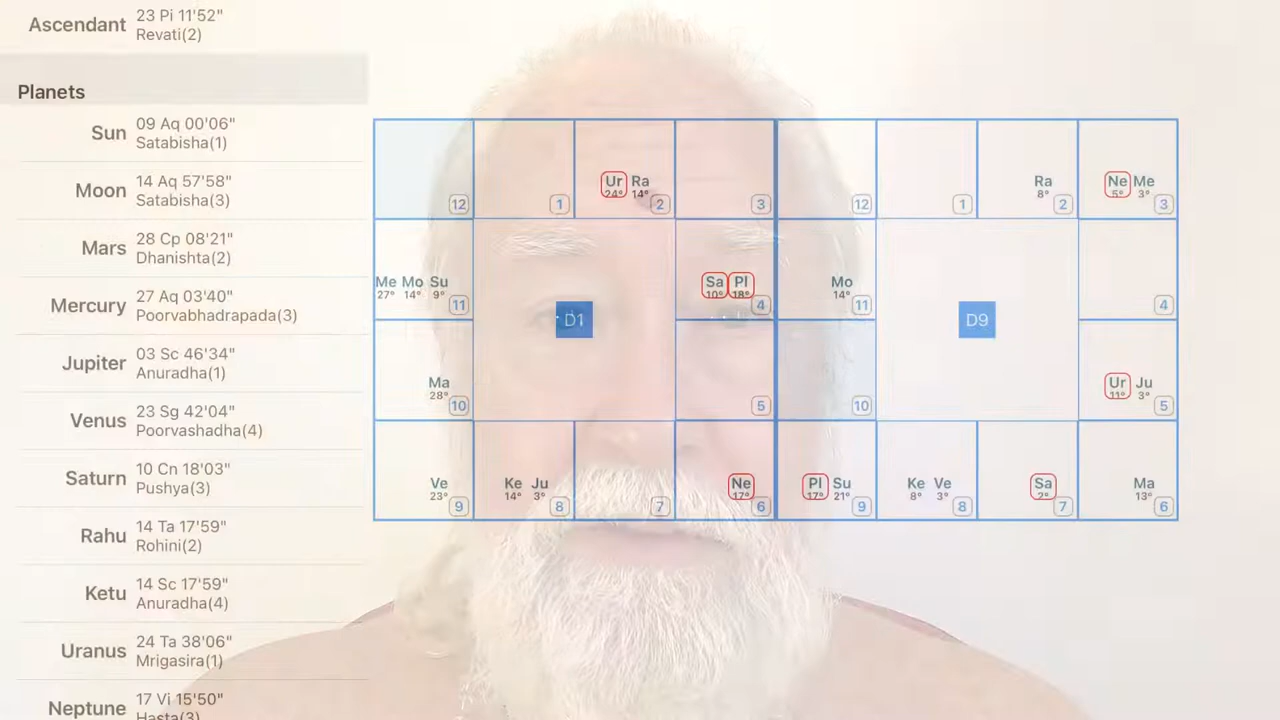 Ascendant
23 Pi 11'52"
Revati(2)
Planets
Sun
09 Aq 00'06"
Satabisha(1)
Moon
14 Aq 57'58"
Satabisha(3)
Mars
28 Cp 08'21"
Dhanishta(2)
Mercury
27 Aq 03'40"
Poorvabhadrapada(3)
Jupiter
03 Sc 46'34"
Anuradha(1)
Venus
23 Sg 42'04"
Poorvashadha(4)
Saturn
10 Cn 18'03"
Pushya(3)
Rahu
14 Ta 17'59"
Rohini(2)
Ketu
14 Sc 17'59"
Anuradha(4)
Uranus
24 Ta 38'06"
Mrigasira(1)
Neptune
17 Vi 15'50"
Hasta(3)
12
1
Ur Ra
24° 14°
2
3
Me Mo Su
27° 14° 9°
11
Sa Pl
10° 18°
4
D1
Ma
28°
10
5
Ve
23°
9
Ke Ju
14° 3°
8
7
Ne
17°
6
12
1
Ra
8°
2
Ne Me
5° 3°
3
Mo
14°
11
4
D9
10
Ur Ju
11° 3°
5
Pl Su
17° 21°
9
Ke Ve
8° 3°
8
Sa
2°
7
Ma
13°
6